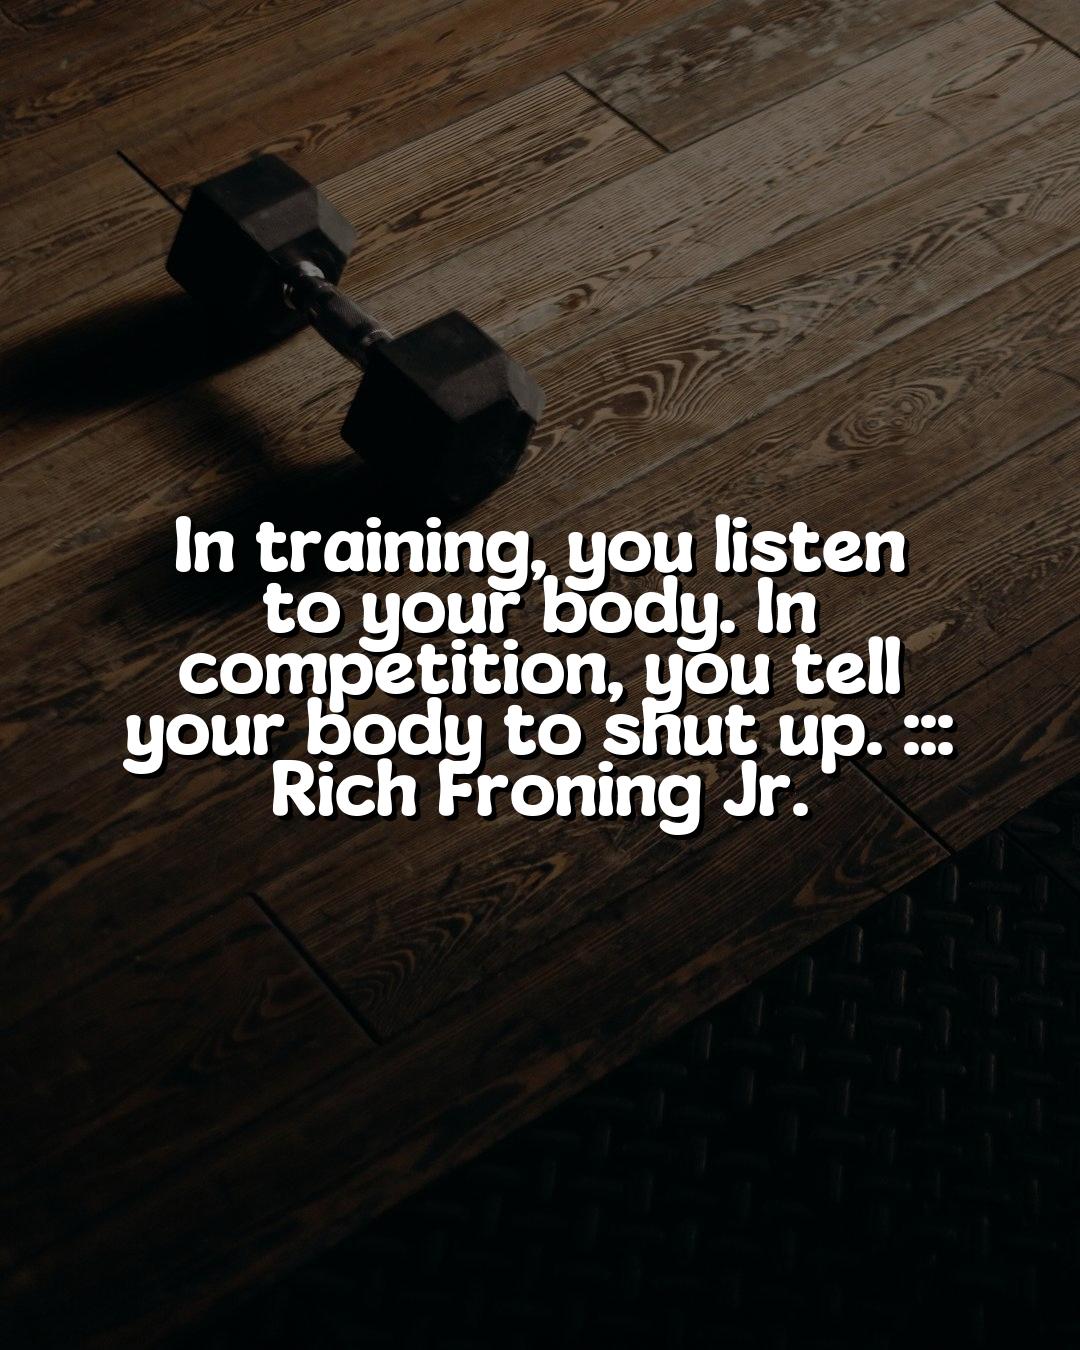 In training, you listen
to your body. In
competition, you tell
your body to shut up. :::
Rich Froning Jr.